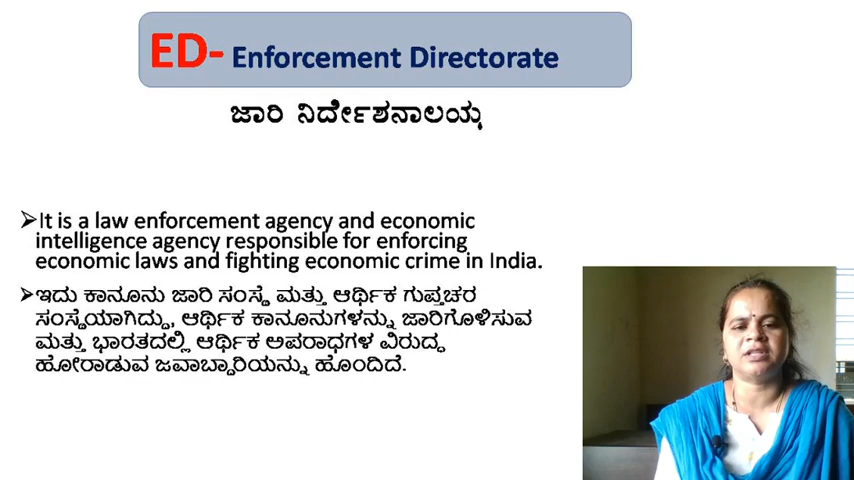 ED- Enforcement Directorate
ಜಾರಿ ನಿರ್ದೇಶನಾಲಯ
It is a law enforcement agency and economic
intelligence agency responsible for enforcing
economic laws and fighting economic crime in India.
ಇದು ಕಾನೂನು ಜಾರಿ ಸಂಸ್ಥೆ ಮತ್ತು ಆರ್ಥಿಕ ಗುಪ್ತಚರ
ಸಂಸ್ಥೆಯಾಗಿದ್ದು, ಆರ್ಥಿಕ ಕಾನೂನುಗಳನ್ನು ಜಾರಿಗೊಳಿಸುವ
ಮತ್ತು ಭಾರತದಲ್ಲಿ ಆರ್ಥಿಕ ಅಪರಾಧಗಳ ವಿರುದ್ಧ
ಹೋರಾಡುವ ಜವಾಬ್ದಾರಿಯನ್ನು ಹೊಂದಿದೆ.